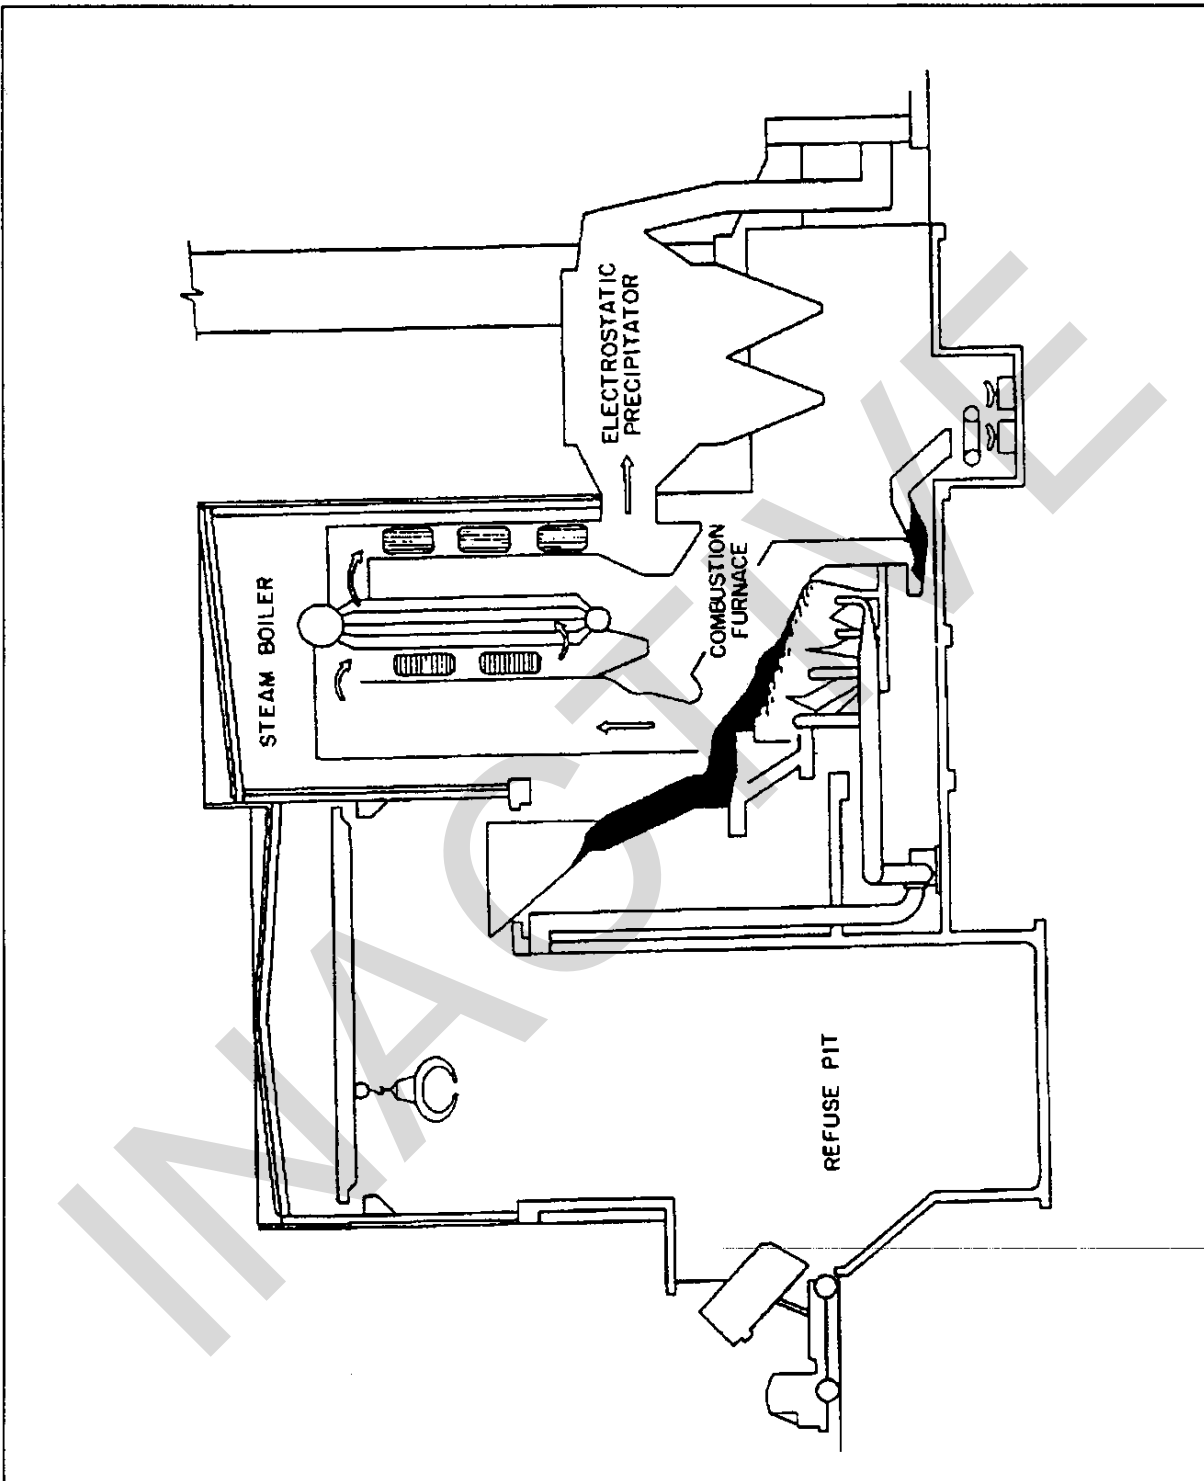 STEAM BOILER
ELECTROSTATIC
PRECIPITATOR
COMBUSTION
FURNACE
REFUSE PIT
INACTIVE